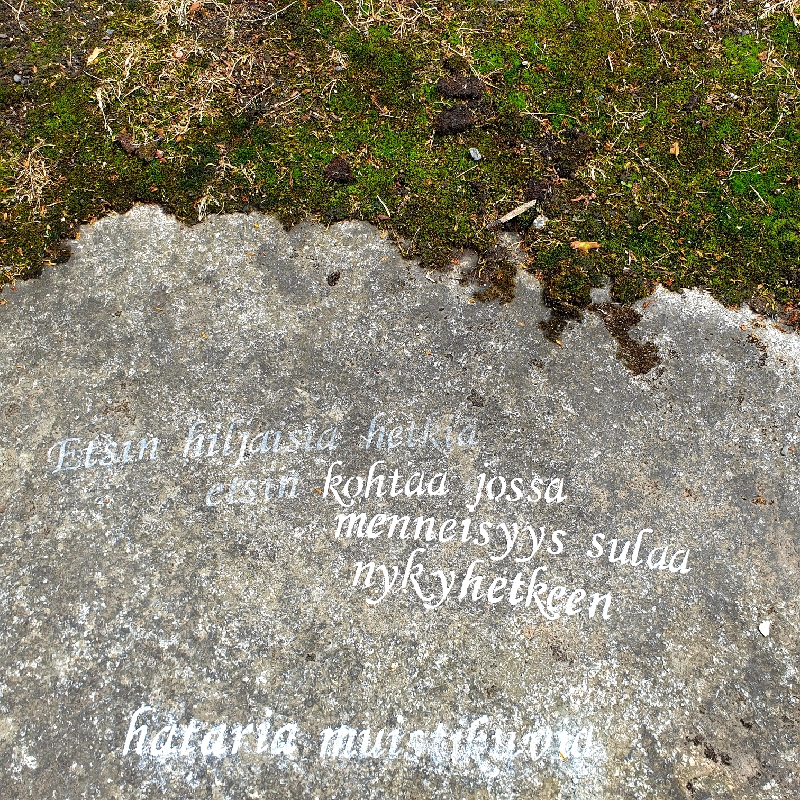 Etsin hiljaisia hetkiä
etsin kohtaa jossa
menneisyys sulaa
nykyhetkeen
hataria muistikuvia